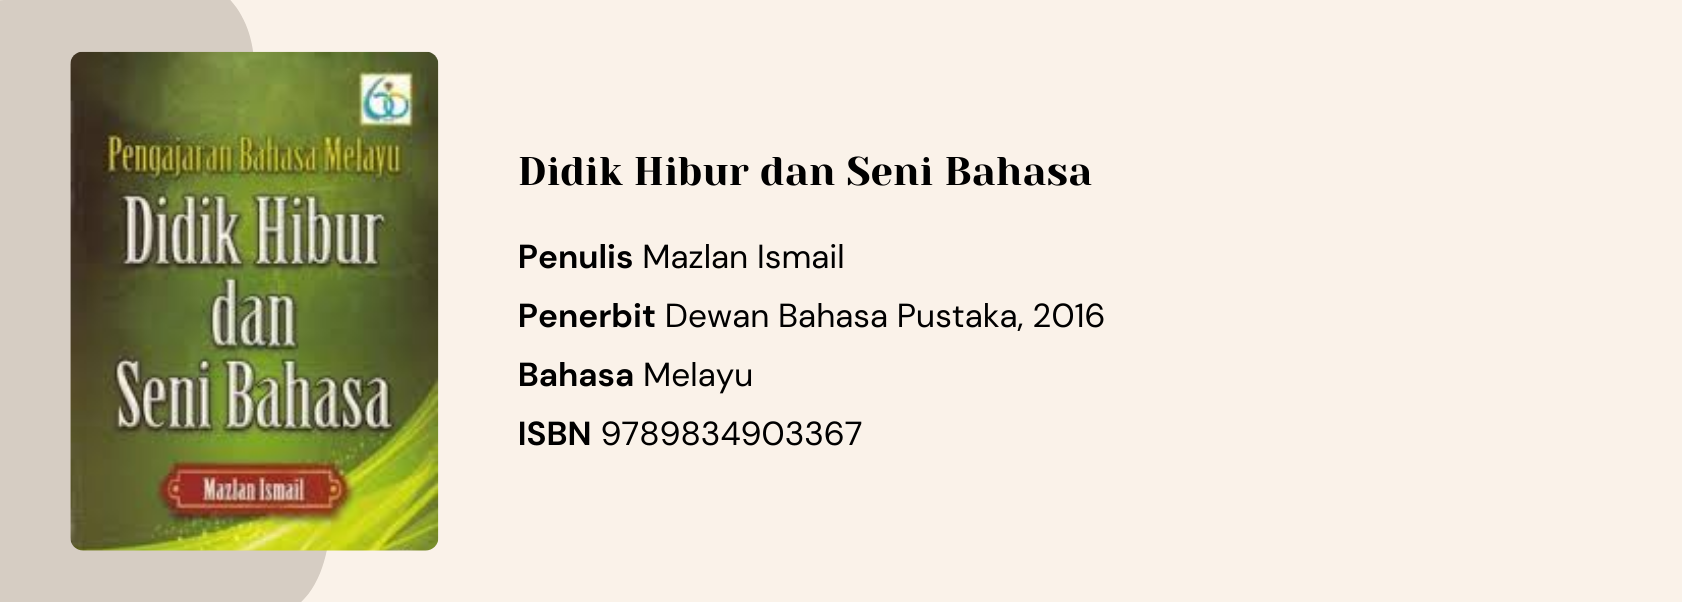 60
Pengajaran Bahasa Melayu
Didik Hibur
dan
Seni Bahasa
Mazlan Ismail
Didik Hibur dan Seni Bahasa
Penulis Mazlan Ismail
Penerbit Dewan Bahasa Pustaka, 2016
Bahasa Melayu
ISBN 9789834903367